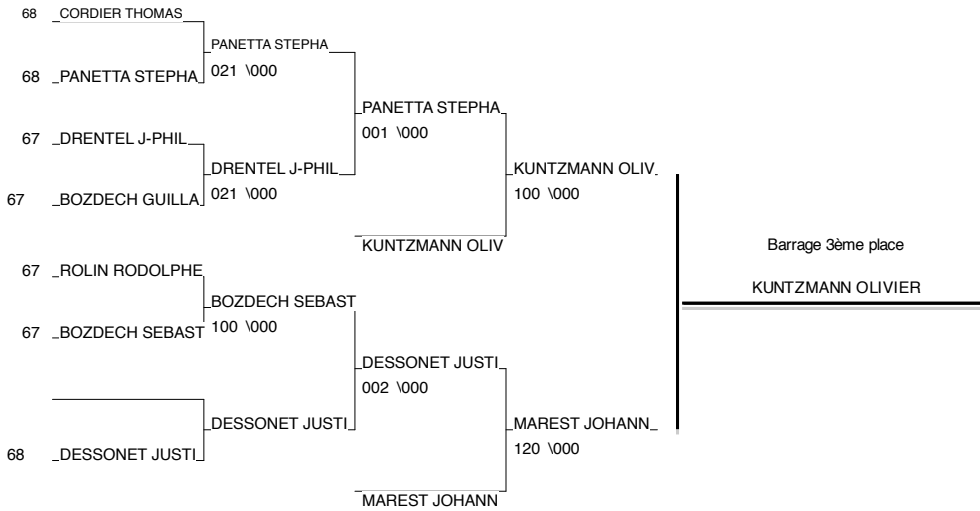 68 CORDIER THOMAS
PANETTA STEPHA
021 \000
68 PANETTA STEPHA
PANETTA STEPHA
001 \000
67 DRENTEL J-PHIL
DRENTEL J-PHIL
021 \000
67 BOZDECH GUILLA
KUNTZMANN OLIV
100 \000
KUNTZMANN OLIV
Barrage 3ème place
KUNTZMANN OLIVIER
67 ROLIN RODOLPHE
BOZDECH SEBAST
100 \000
67 BOZDECH SEBAST
DESSONET JUSTI
002 \000
DESSONET JUSTI
68 DESSONET JUSTI
MAREST JOHANN
120 \000
MAREST JOHANN